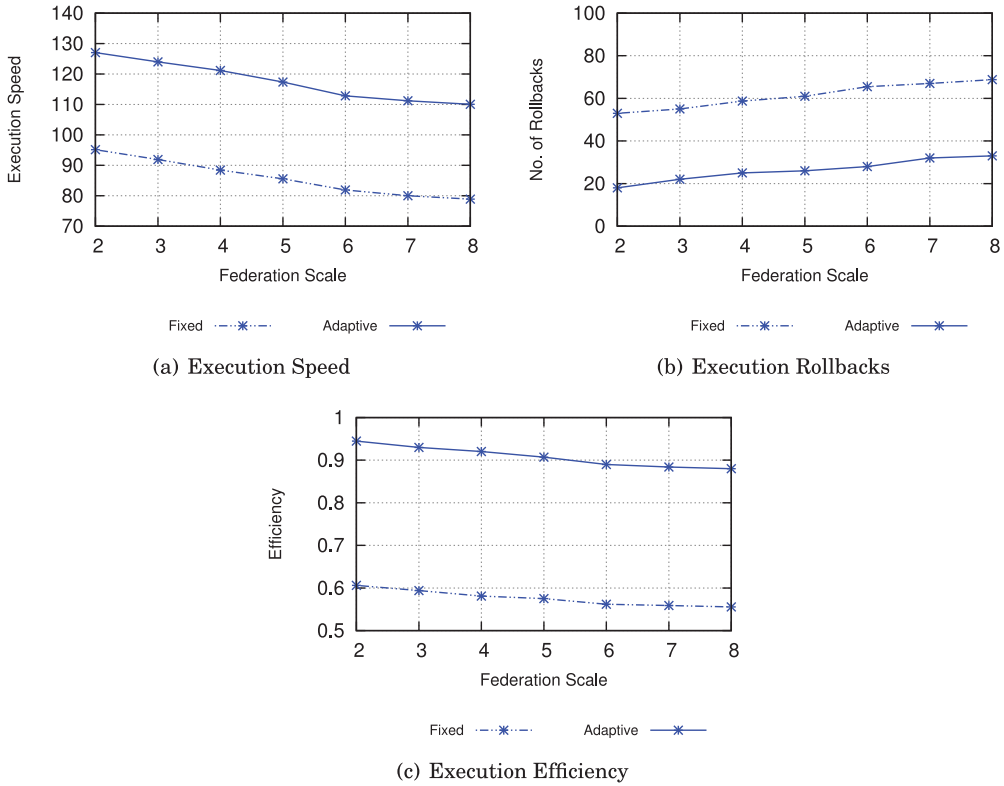 140
130
120
110
100
90
80
70
Execution Speed
2 3 4 5 6 7 8
Federation Scale
Fixed Adaptive
(a) Execution Speed
100
80
60
40
20
0
No. of Rollbacks
2 3 4 5 6 7 8
Federation Scale
Fixed Adaptive
(b) Execution Rollbacks
1
0.9
0.8
0.7
0.6
0.5
Efficiency
2 3 4 5 6 7 8
Federation Scale
Fixed Adaptive
(c) Execution Efficiency